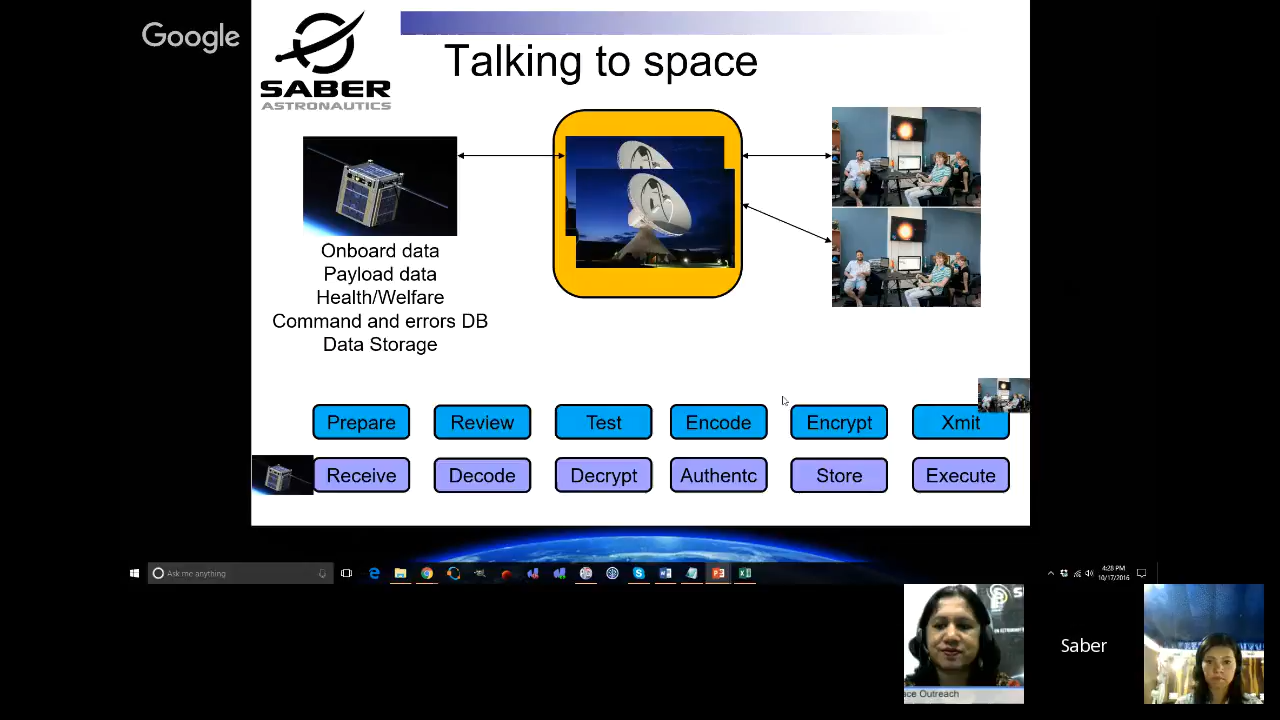 Google
SABER
ASTRONAUTICS
Talking to space
Onboard data
Payload data
Health/Welfare
Command and errors DB
Data Storage
Prepare
Review
Test
Encode
Encrypt
Xmit
Receive
Decode
Decrypt
Authentc
Store
Execute
Ask me anything
4:28 PM
10/17/2016
ace Outreach
Saber